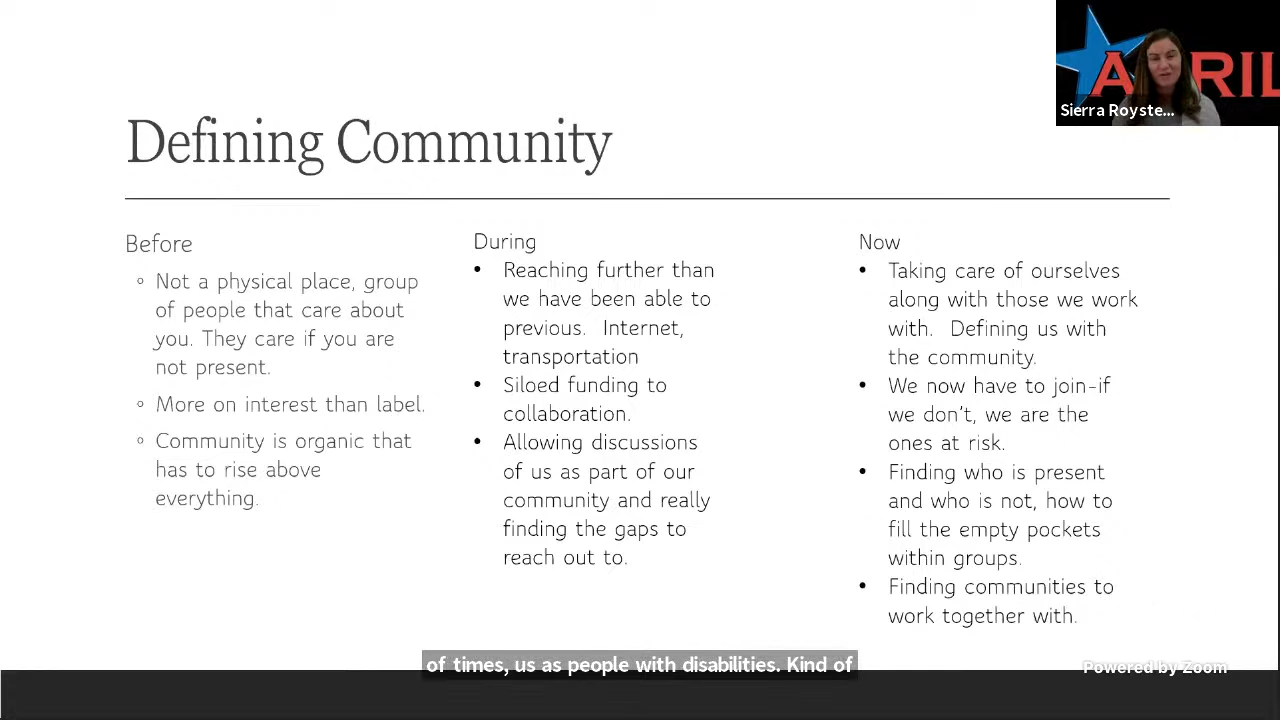 APRIL
Sierra Royste...
Defining Community
Before
Not a physical place, group
of people that care about
you. They care if you are
not present.
More on interest than label.
Community is organic that
has to rise above
everything.
During
Reaching further than
we have been able to
previous. Internet,
transportation
Siloed funding to
collaboration.
Allowing discussions
of us as part of our
community and really
finding the gaps to
reach out to.
Now
Taking care of ourselves
along with those we work
with. Defining us with
the community.
We now have to join-if
we don't, we are the
ones at risk.
Finding who is present
and who is not, how to
fill the empty pockets
within groups.
Finding communities to
work together with.
of times, us as people with disabilities. Kind of
Powered by Zoom